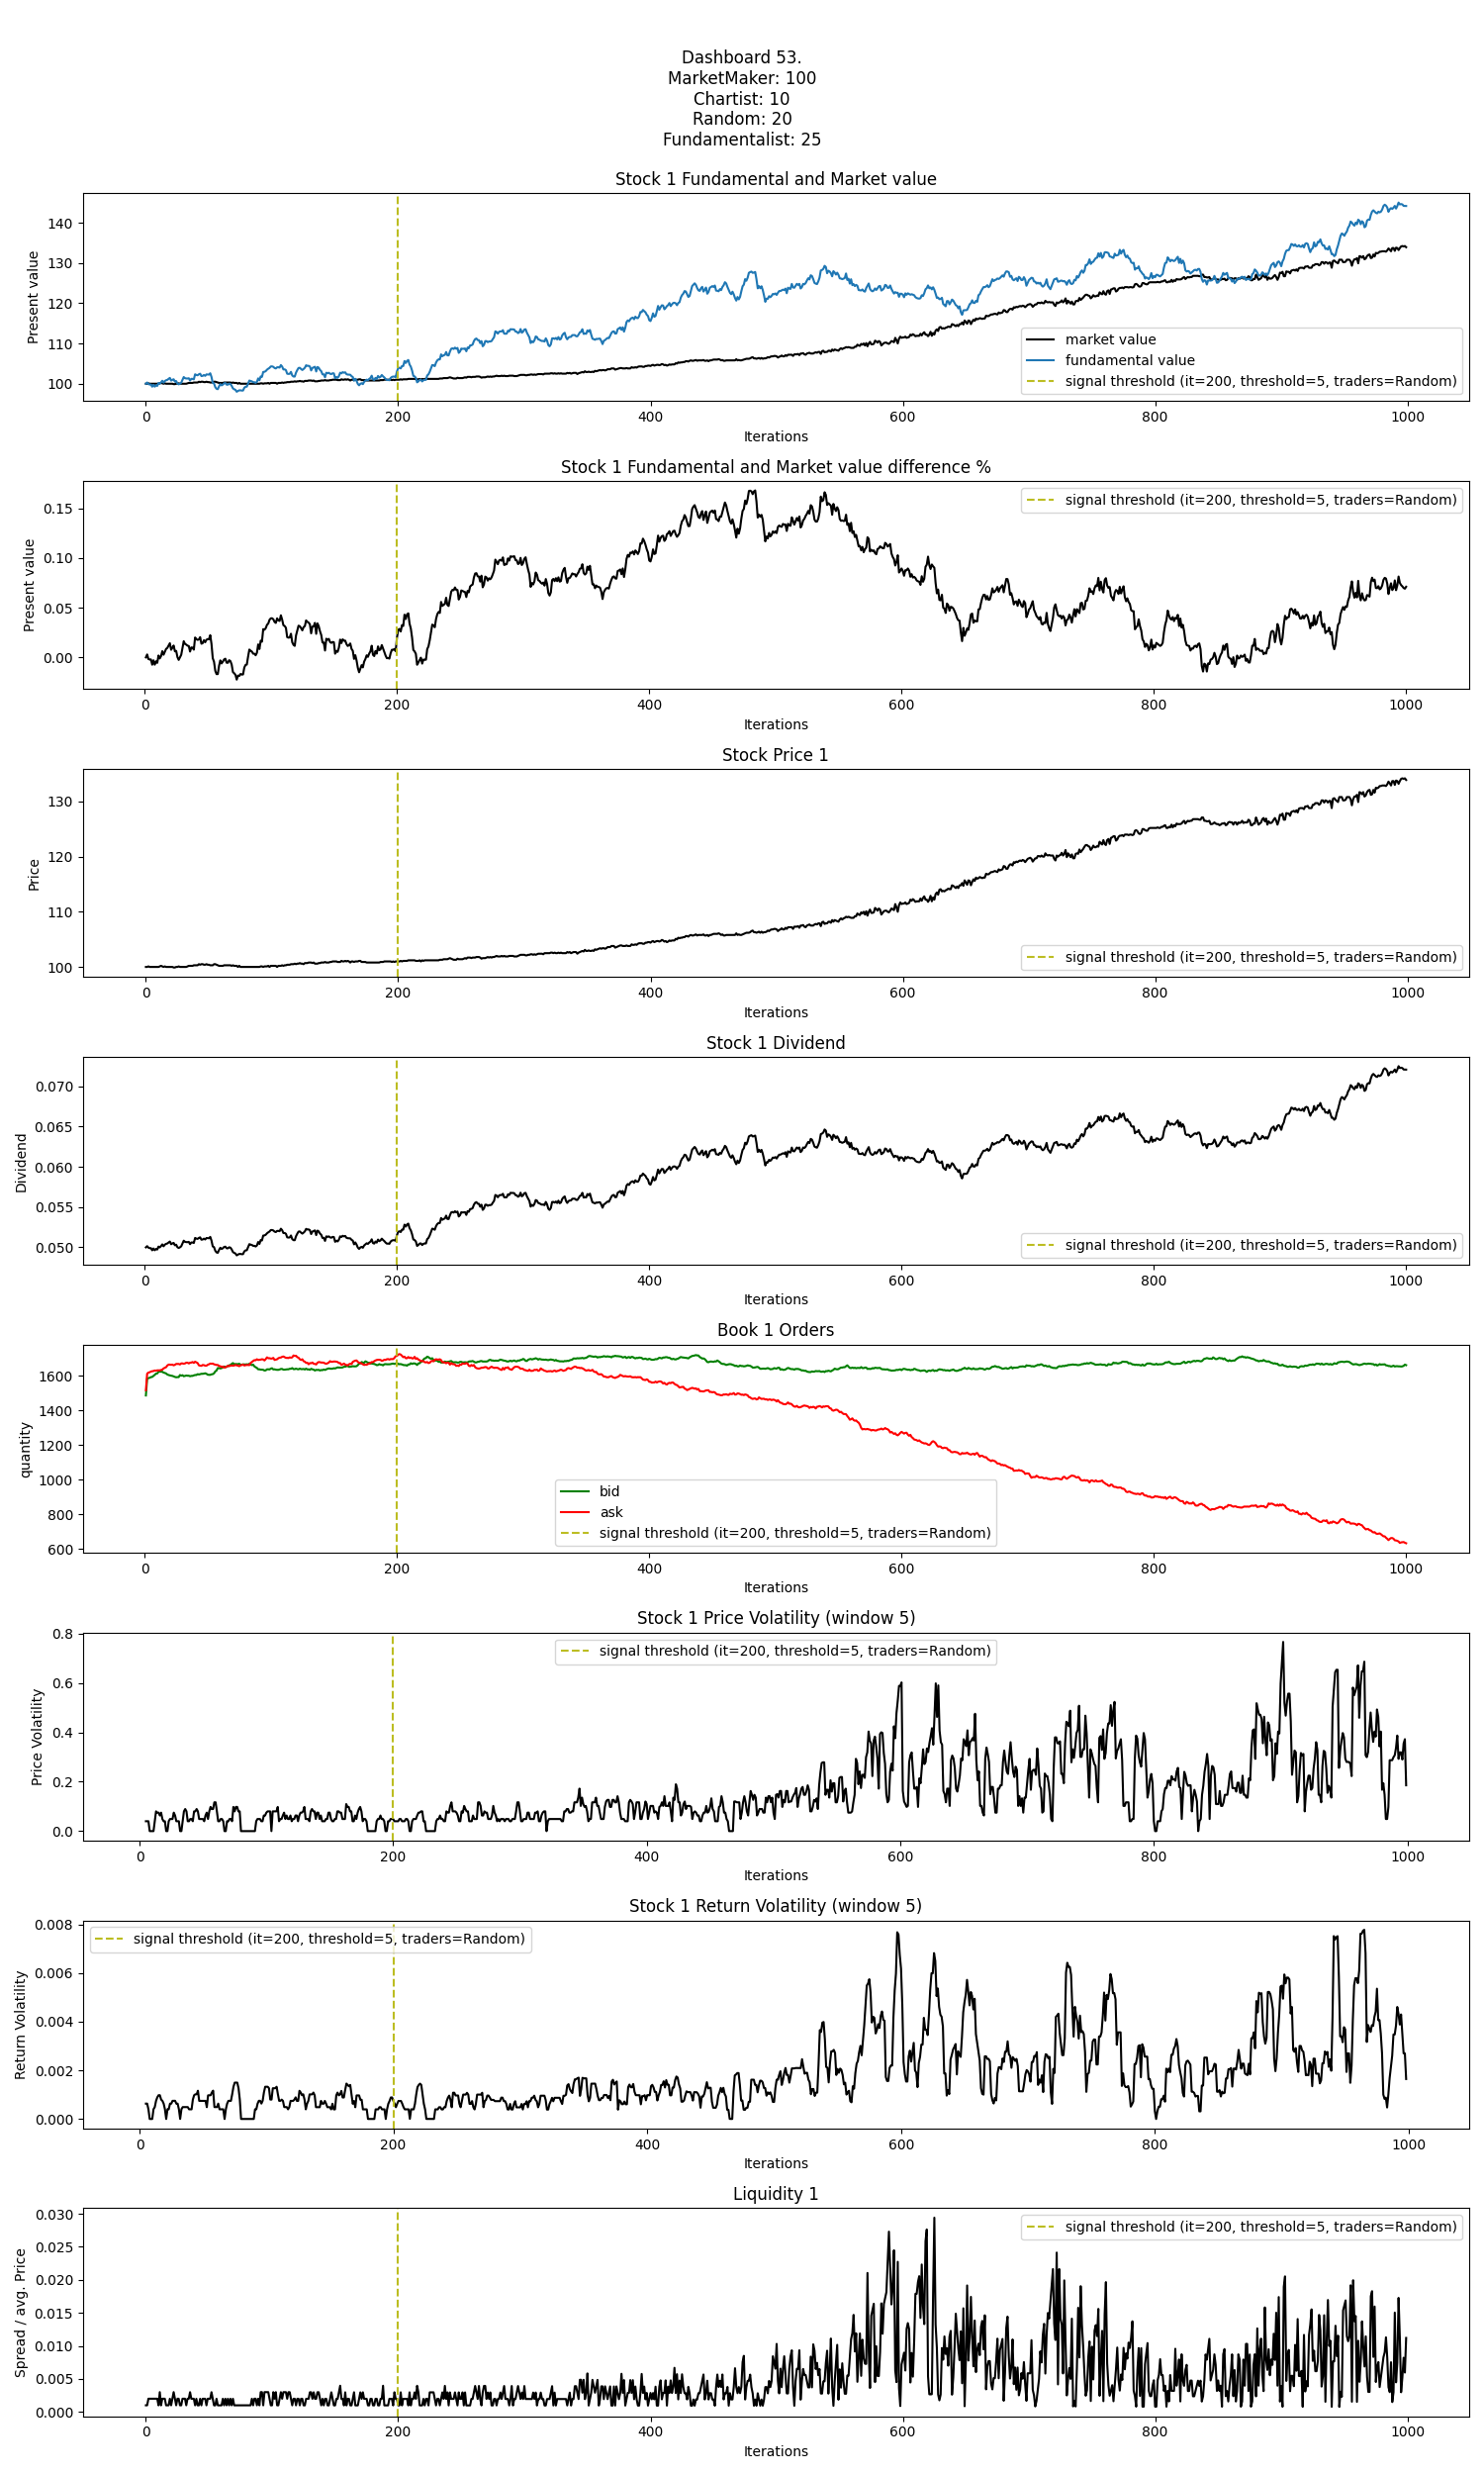 Dashboard 53.
MarketMaker: 100
Chartist: 10
Random: 20
Fundamentalist: 25
Stock 1 Fundamental and Market value
Present value
140
130
120
110
100
market value
fundamental value
signal threshold (it=200, threshold=5, traders=Random)
0 200 400 600 800 1000
Iterations
Stock 1 Fundamental and Market value difference %
Present value
0.15
0.10
0.05
0.00
signal threshold (it=200, threshold=5, traders=Random)
0 200 400 600 800 1000
Iterations
Stock Price 1
Price
130
120
110
100
signal threshold (it=200, threshold=5, traders=Random)
0 200 400 600 800 1000
Iterations
Stock 1 Dividend
Dividend
0.070
0.065
0.060
0.055
0.050
signal threshold (it=200, threshold=5, traders=Random)
0 200 400 600 800 1000
Iterations
Book 1 Orders
quantity
1600
1400
1200
1000
800
600
bid
ask
signal threshold (it=200, threshold=5, traders=Random)
0 200 400 600 800 1000
Iterations
Stock 1 Price Volatility (window 5)
Price Volatility
0.8
0.6
0.4
0.2
0.0
signal threshold (it=200, threshold=5, traders=Random)
0 200 400 600 800 1000
Iterations
Stock 1 Return Volatility (window 5)
Return Volatility
0.008
0.006
0.004
0.002
0.000
signal threshold (it=200, threshold=5, traders=Random)
0 200 400 600 800 1000
Iterations
Liquidity 1
Spread / avg. Price
0.030
0.025
0.020
0.015
0.010
0.005
0.000
signal threshold (it=200, threshold=5, traders=Random)
0 200 400 600 800 1000
Iterations